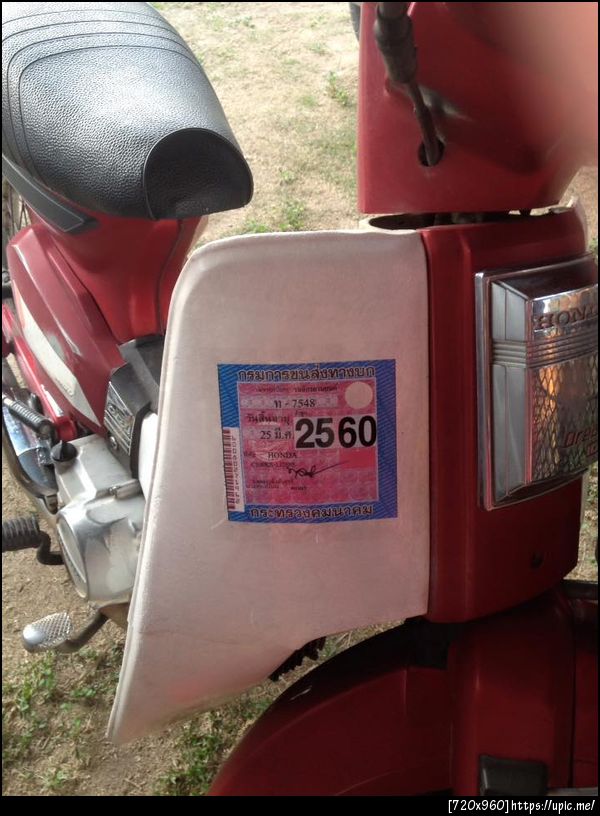 กรมการขนส่งทางบก
ท - 7548
วันสิ้นอายุ
25 มี.ค. 2560
HONDA
กระทรวงคมนาคม
HONDA
Dream
[720x960]https://upic.me/